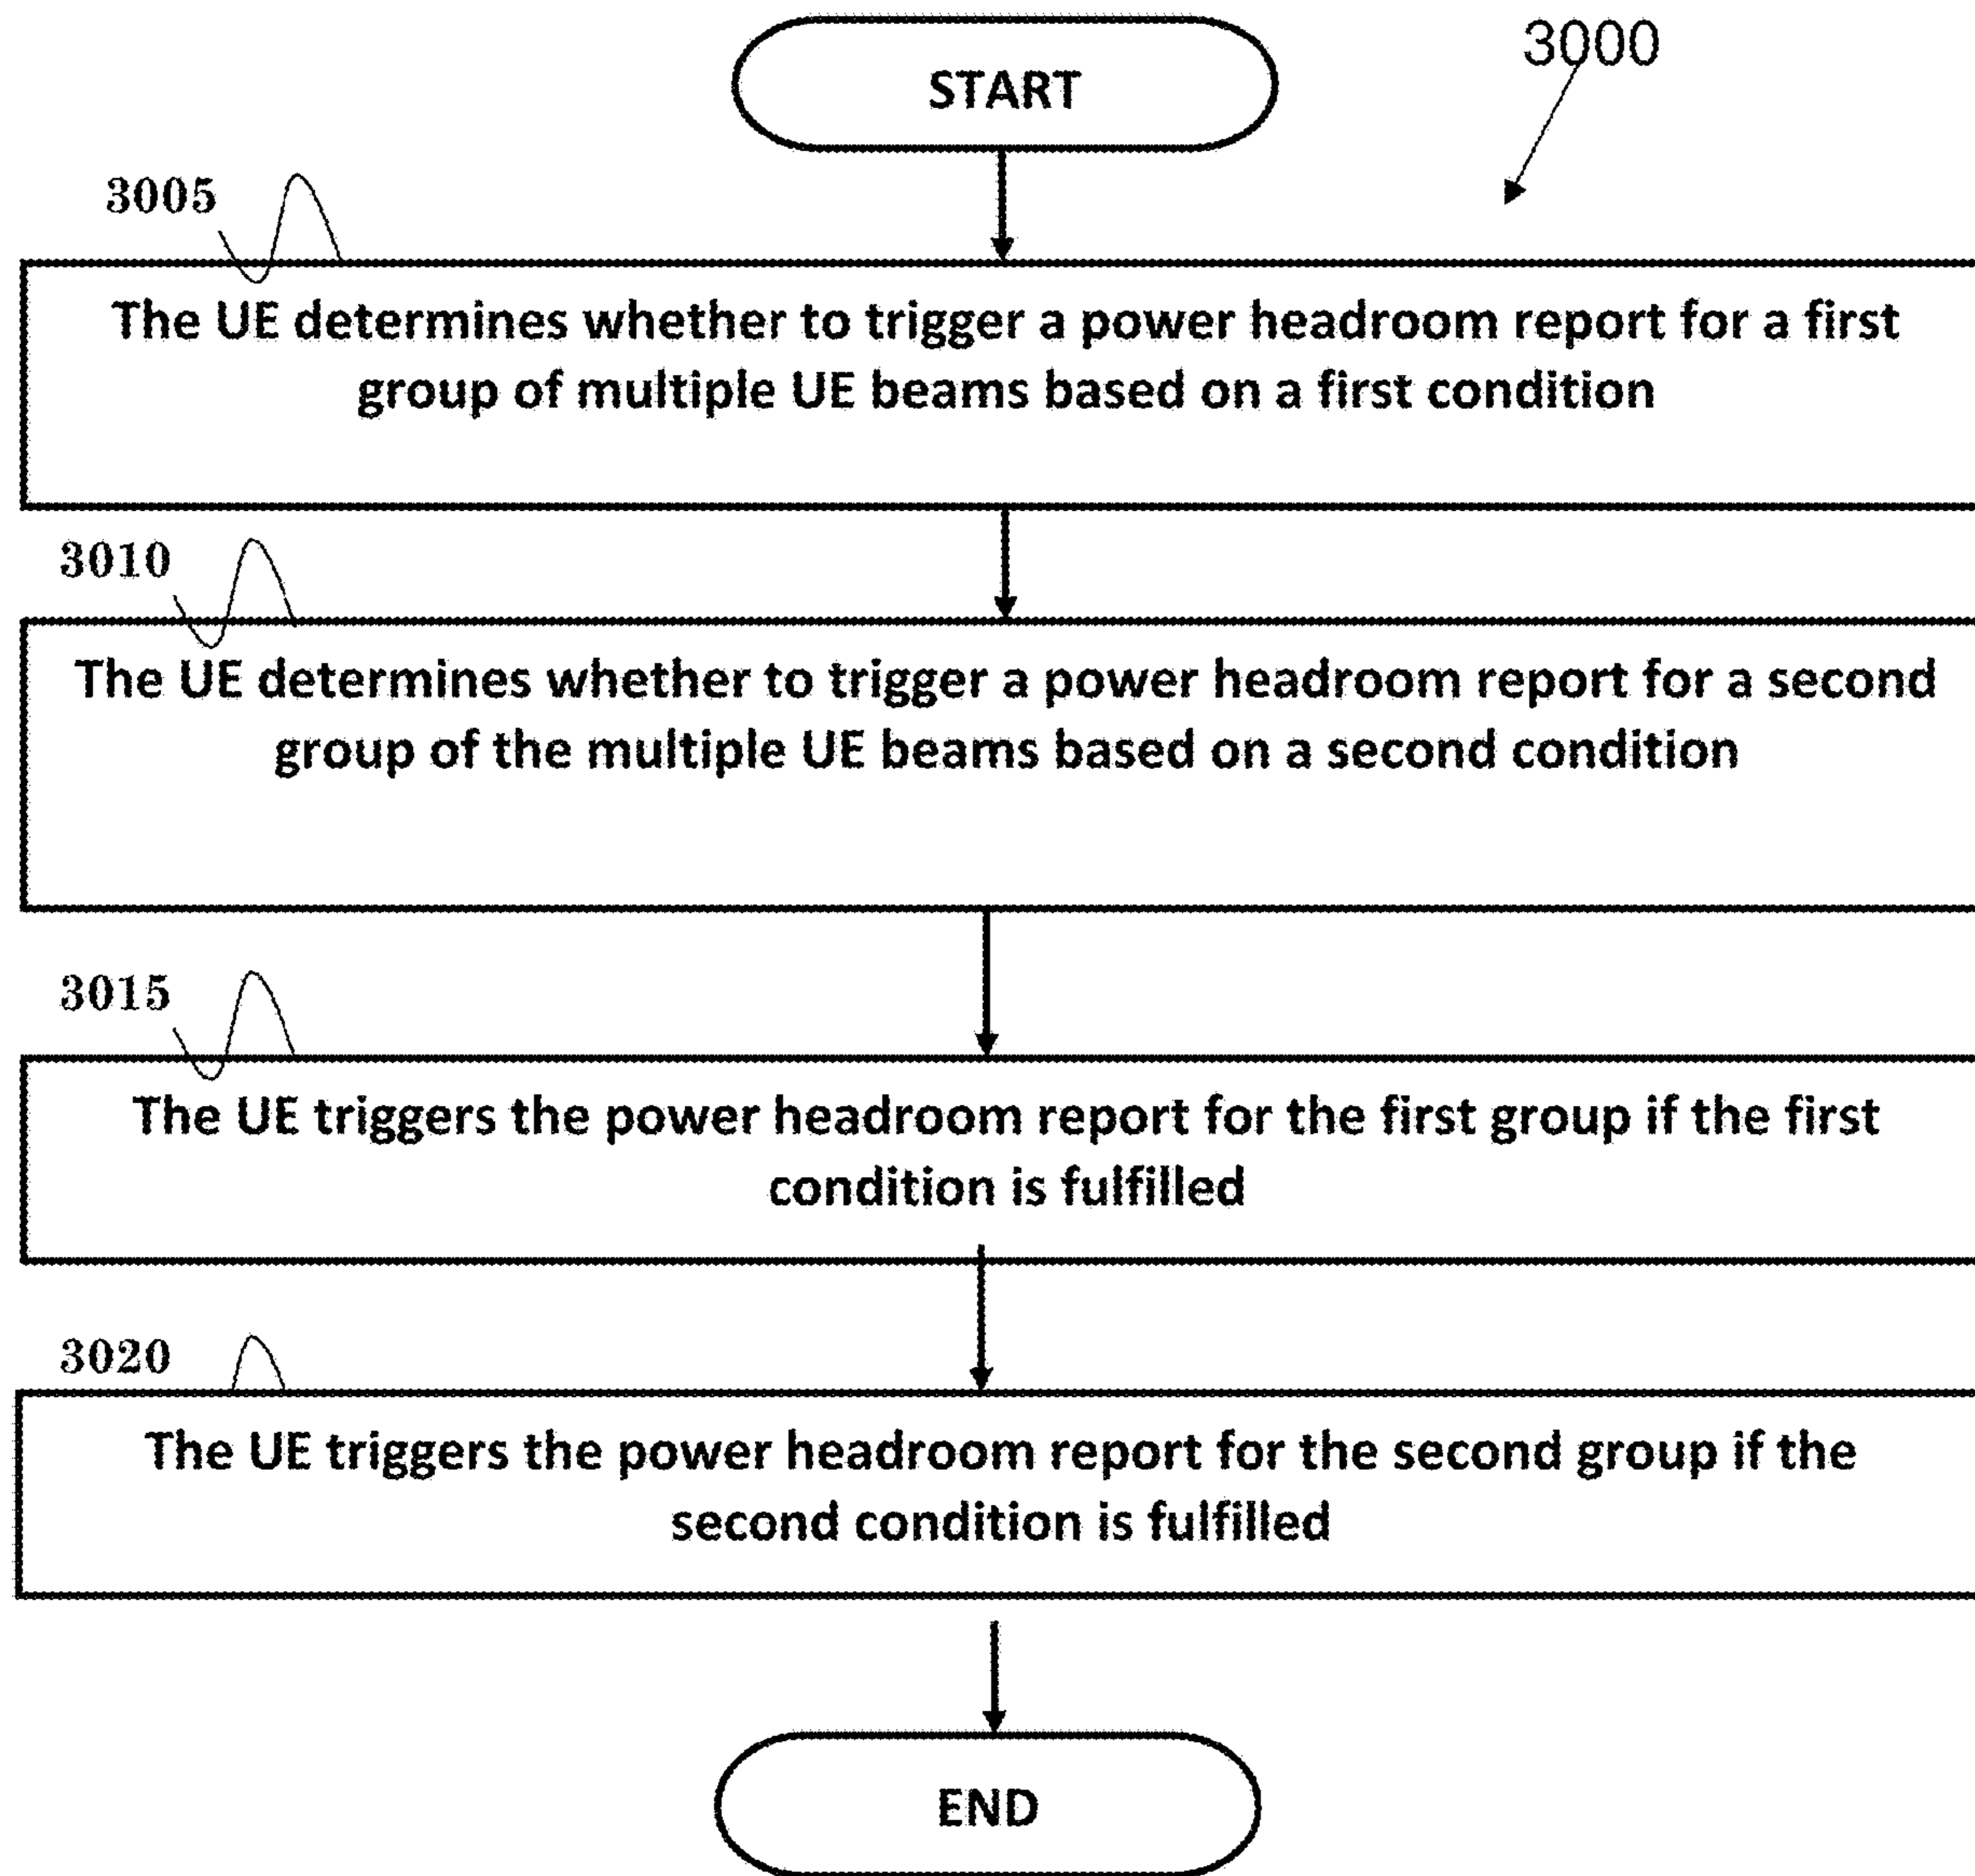 START
3000
3005
The UE determines whether to trigger a power headroom report for a first
group of multiple UE beams based on a first condition
3010
The UE determines whether to trigger a power headroom report for a second
group of the multiple UE beams based on a second condition
3015
The UE triggers the power headroom report for the first group if the first
condition is fulfilled
3020
The UE triggers the power headroom report for the second group if the
second condition is fulfilled
END